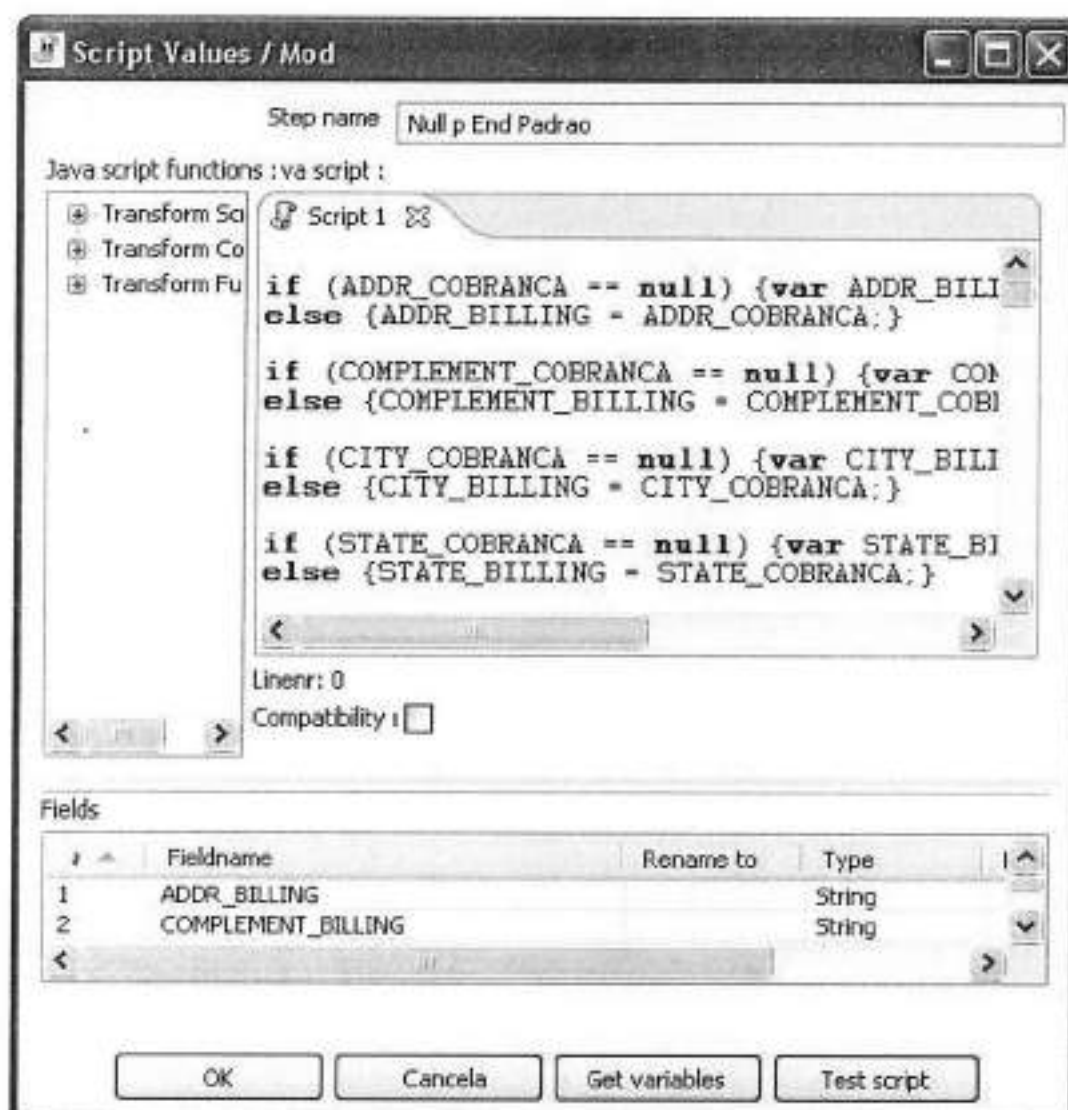 Script Values / Mod
Step name Null p End Padrao
Java script functions : va script :
Transform Scr
Transform Co
Transform Fu
Script 1
if (ADDR_COBRANCA == null) {var ADDR_BILI
else {ADDR_BILLING = ADDR_COBRANCA;}
if (COMPLEMENT_COBRANCA == null) {var COM
else {COMPLEMENT_BILLING = COMPLEMENT_COBI
if (CITY_COBRANCA == null) {var CITY_BILI
else {CITY_BILLING = CITY_COBRANCA;}
if (STATE_COBRANCA == null) {var STATE_BI
else {STATE_BILLING = STATE_COBRANCA;}
Linenr: 0
Compatibility :
Fields
Fieldname Rename to Type
1 ADDR_BILLING String
2 COMPLEMENT_BILLING String
OK Cancela Get variables Test script